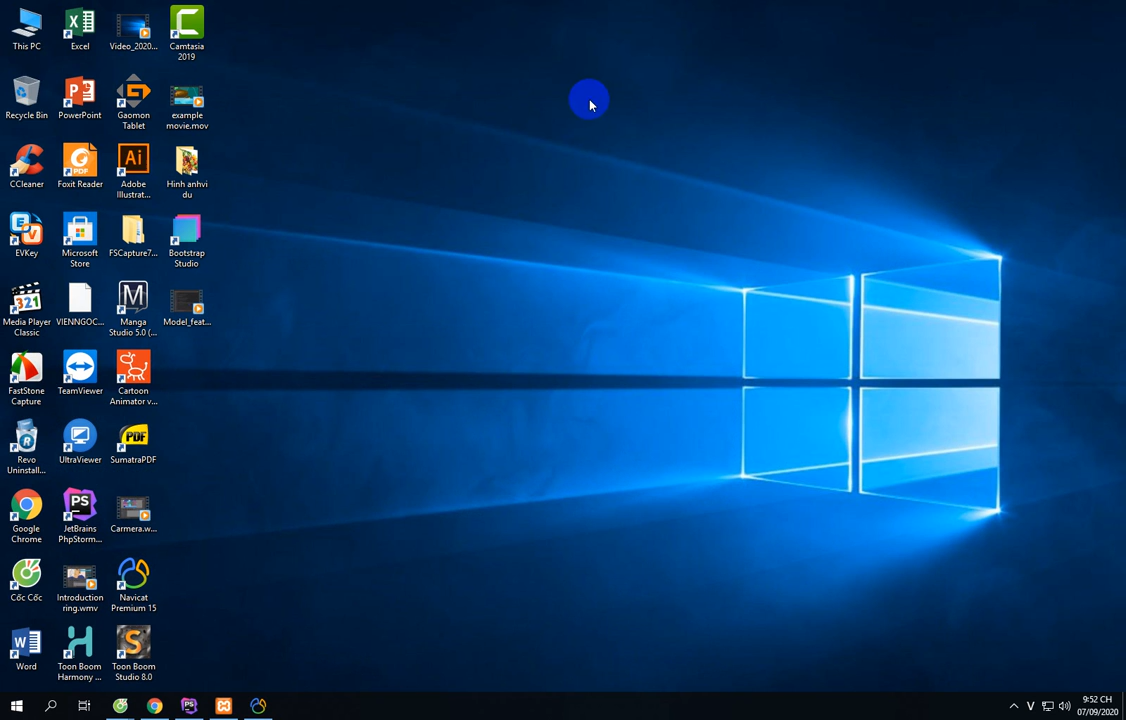 This PC
Excel
Video_2020...
Camtasia
2019
Recycle Bin
PowerPoint
Gaomon
Tablet
example
movie.mov
CCleaner
Foxit Reader
Adobe
Illustrat...
Hinh anhvi
du
EVKey
Microsoft
Store
FSCapture7...
Bootstrap
Studio
Media Player
Classic
VIENNGOC...
Manga
Studio 5.0 (...
Model_feat...
FastStone
Capture
TeamViewer
Cartoon
Animator v...
Revo
Uninstall...
UltraViewer
SumatraPDF
Google
Chrome
JetBrains
PhpStorm...
Carmera.w...
Cốc Cốc
Introduction
ring.wmv
Navicat
Premium 15
Word
Toon Boom
Harmony ...
Toon Boom
Studio 8.0
V
9:52 CH
07/09/2020